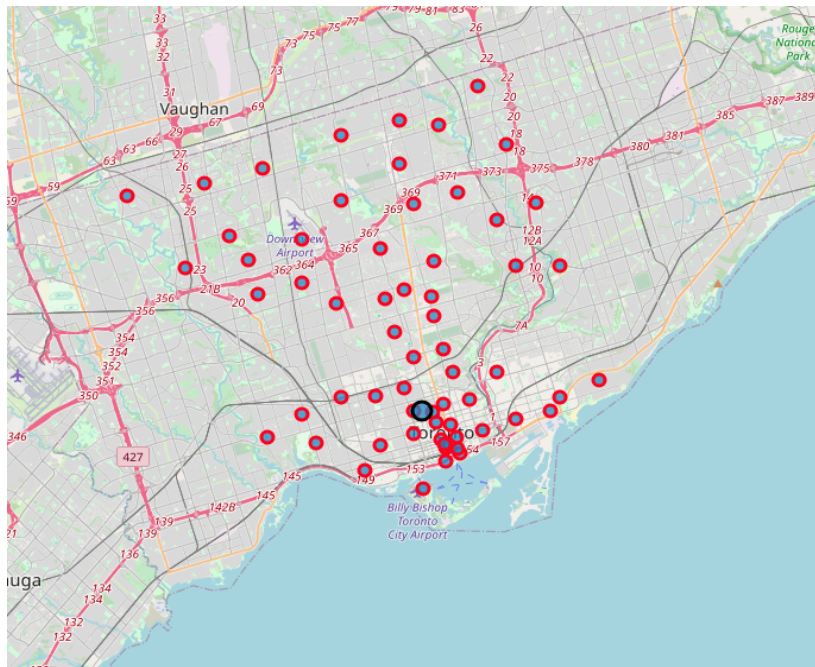 33 79 81 83
33 73 75 77 26
33
32 73 22
31 22
Vaughan 69 67 20
66 29 20
63 63 27 18 387 389
26 18 385
59 381
59 25 371 373 375 378 380
25 369
369 14
367 12B
Downsview 12A
Airport 365
23 362 364 10
21B 10
356 20
356
354 7A
354
352 3
351
350
346 1
Toronto 157
427 153 154
149
145 145
142B Billy Bishop
139 Toronto
139 City Airport
136
21
134
134
132
132
Rouge
National
Park